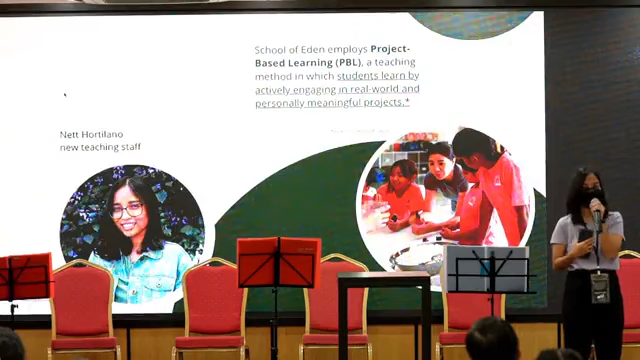 School of Eden employs Project-
Based Learning (PBL), a teaching
method in which students learn by
actively engaging in real-world and
personally meaningful projects.*
Nett Hortilano
new teaching staff